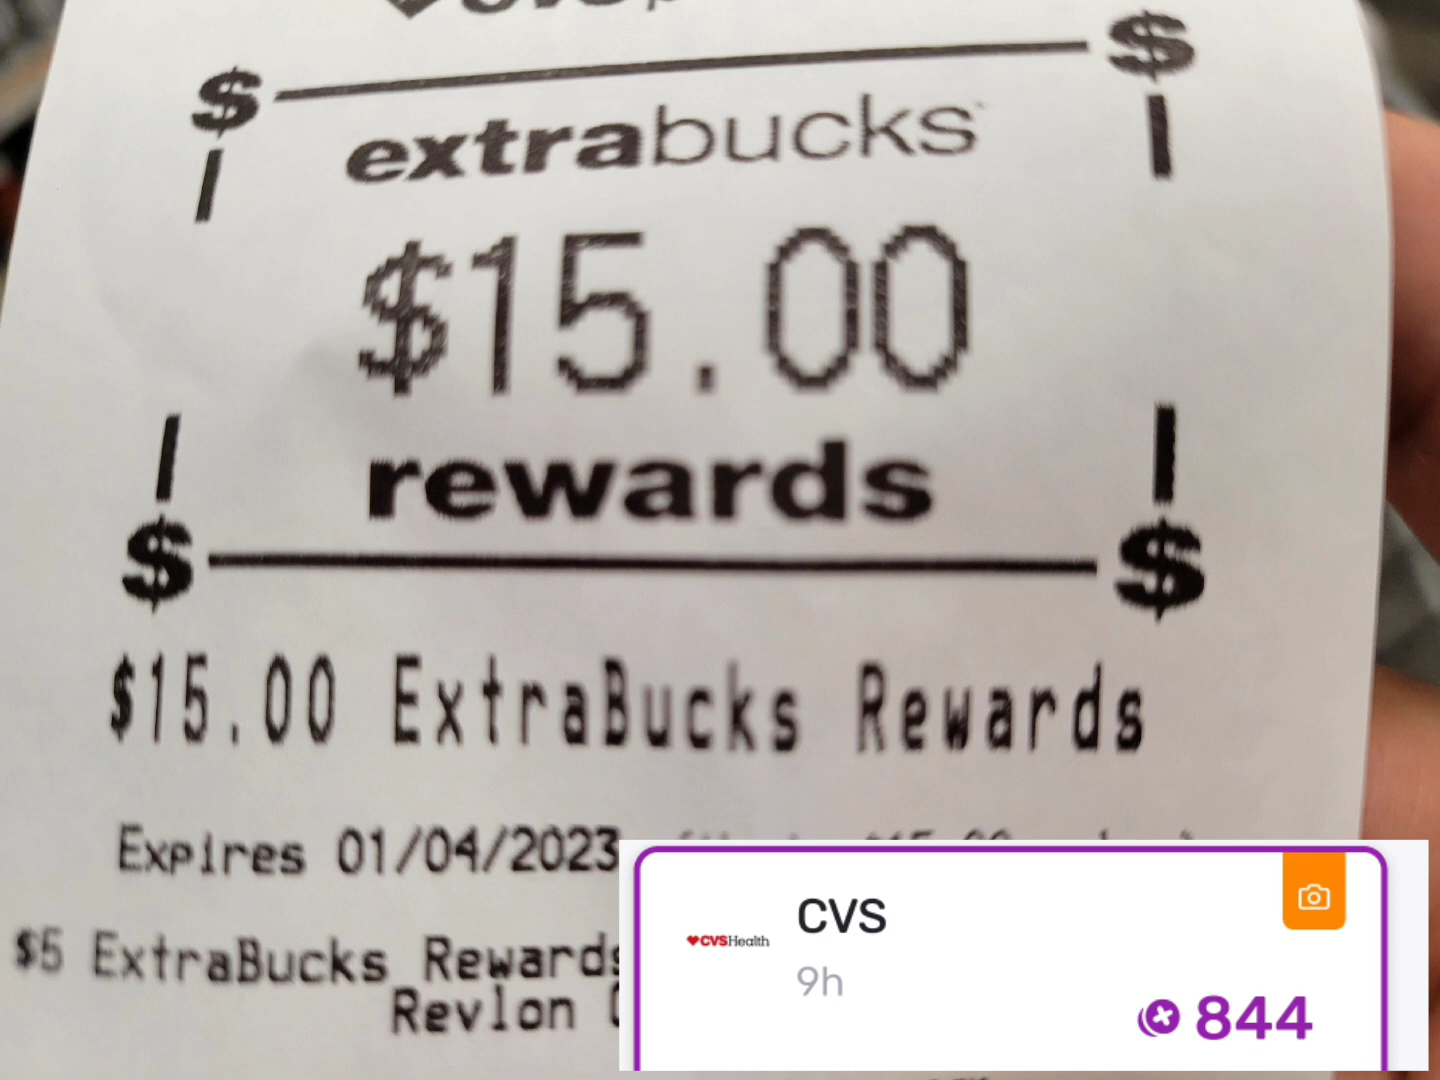 $ $
extrabucks
$15.00
rewards
$ $
$15.00 ExtraBucks Rewards
Expires 01/04/2023
$5 ExtraBucks Rewards
Revlon
CVS
♥CVSHealth
9h
844